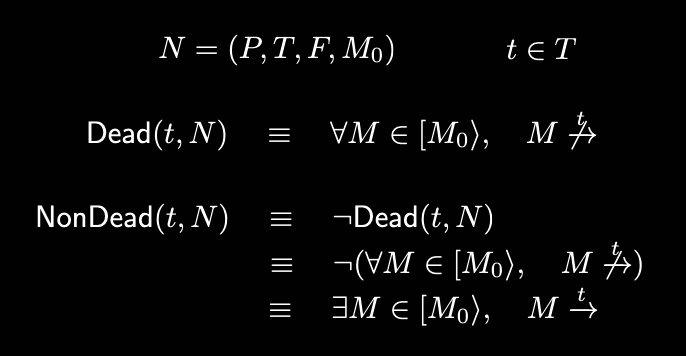 N = (P, T, F, M₀)    t ∈ T
Dead(t, N) ≡ ∀M ∈ [M₀⟩, M ↛ᵗ
NonDead(t, N) ≡ ¬Dead(t, N)
≡ ¬(∀M ∈ [M₀⟩, M ↛ᵗ)
≡ ∃M ∈ [M₀⟩, M →ᵗ